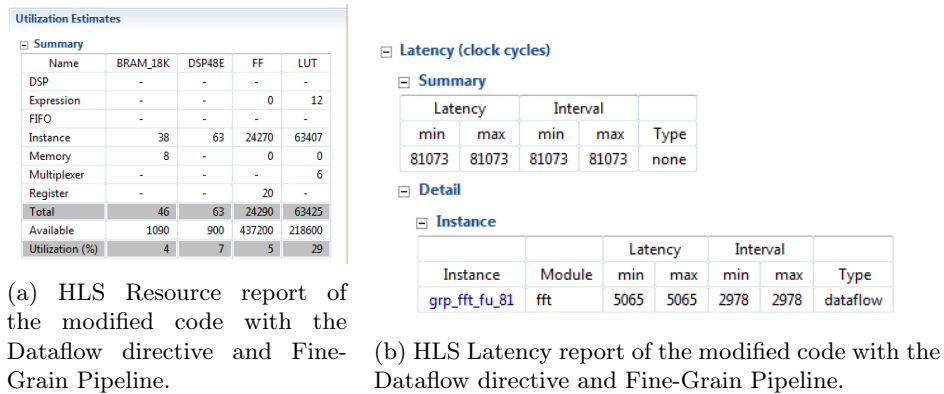 Utilization Estimates
Summary
Name BRAM_18K DSP48E FF LUT
DSP - - - -
Expression - - 0 12
FIFO - - - -
Instance 38 63 24270 63407
Memory 8 - 0 0
Multiplexer - - - 6
Register - - 20 -
Total 46 63 24290 63425
Available 1090 900 437200 218600
Utilization (%) 4 7 5 29
(a) HLS Resource report of
the modified code with the
Dataflow directive and Fine-
Grain Pipeline.
Latency (clock cycles)
Summary
Latency Interval
min max min max Type
81073 81073 81073 81073 none
Detail
Instance
Latency Interval
Instance Module min max min max Type
grp_fft_fu_81 fft 5065 5065 2978 2978 dataflow
(b) HLS Latency report of the modified code with the
Dataflow directive and Fine-Grain Pipeline.